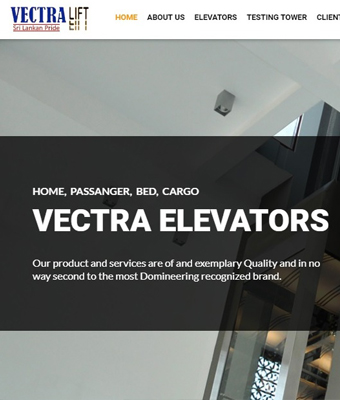 VECTRA LIFT
Sri Lankan Pride
HOME ABOUT US ELEVATORS TESTING TOWER CLIEN
HOME, PASSANGER, BED, CARGO
VECTRA ELEVATORS
Our product and services are of and exemplary Quality and in no
way second to the most Domineering recognized brand.